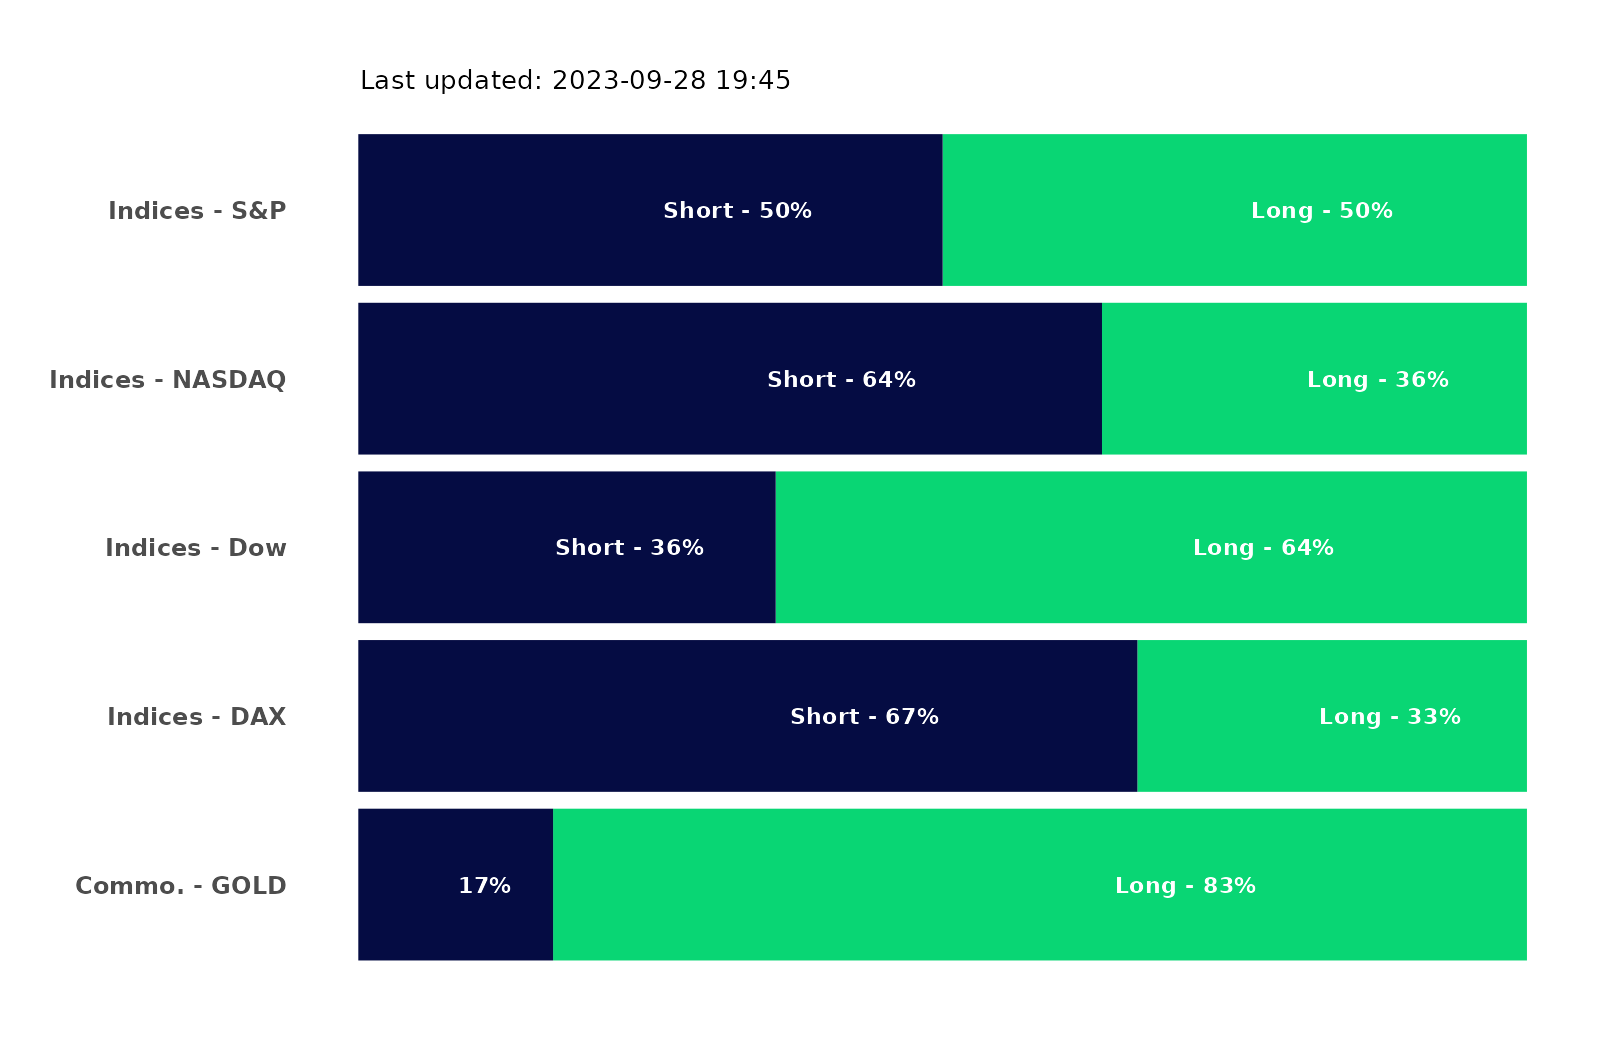 Last updated: 2023-09-28 19:45
Indices - S&P
Short - 50%
Long - 50%
Indices - NASDAQ
Short - 64%
Long - 36%
Indices - Dow
Short - 36%
Long - 64%
Indices - DAX
Short - 67%
Long - 33%
Commo. - GOLD
17%
Long - 83%